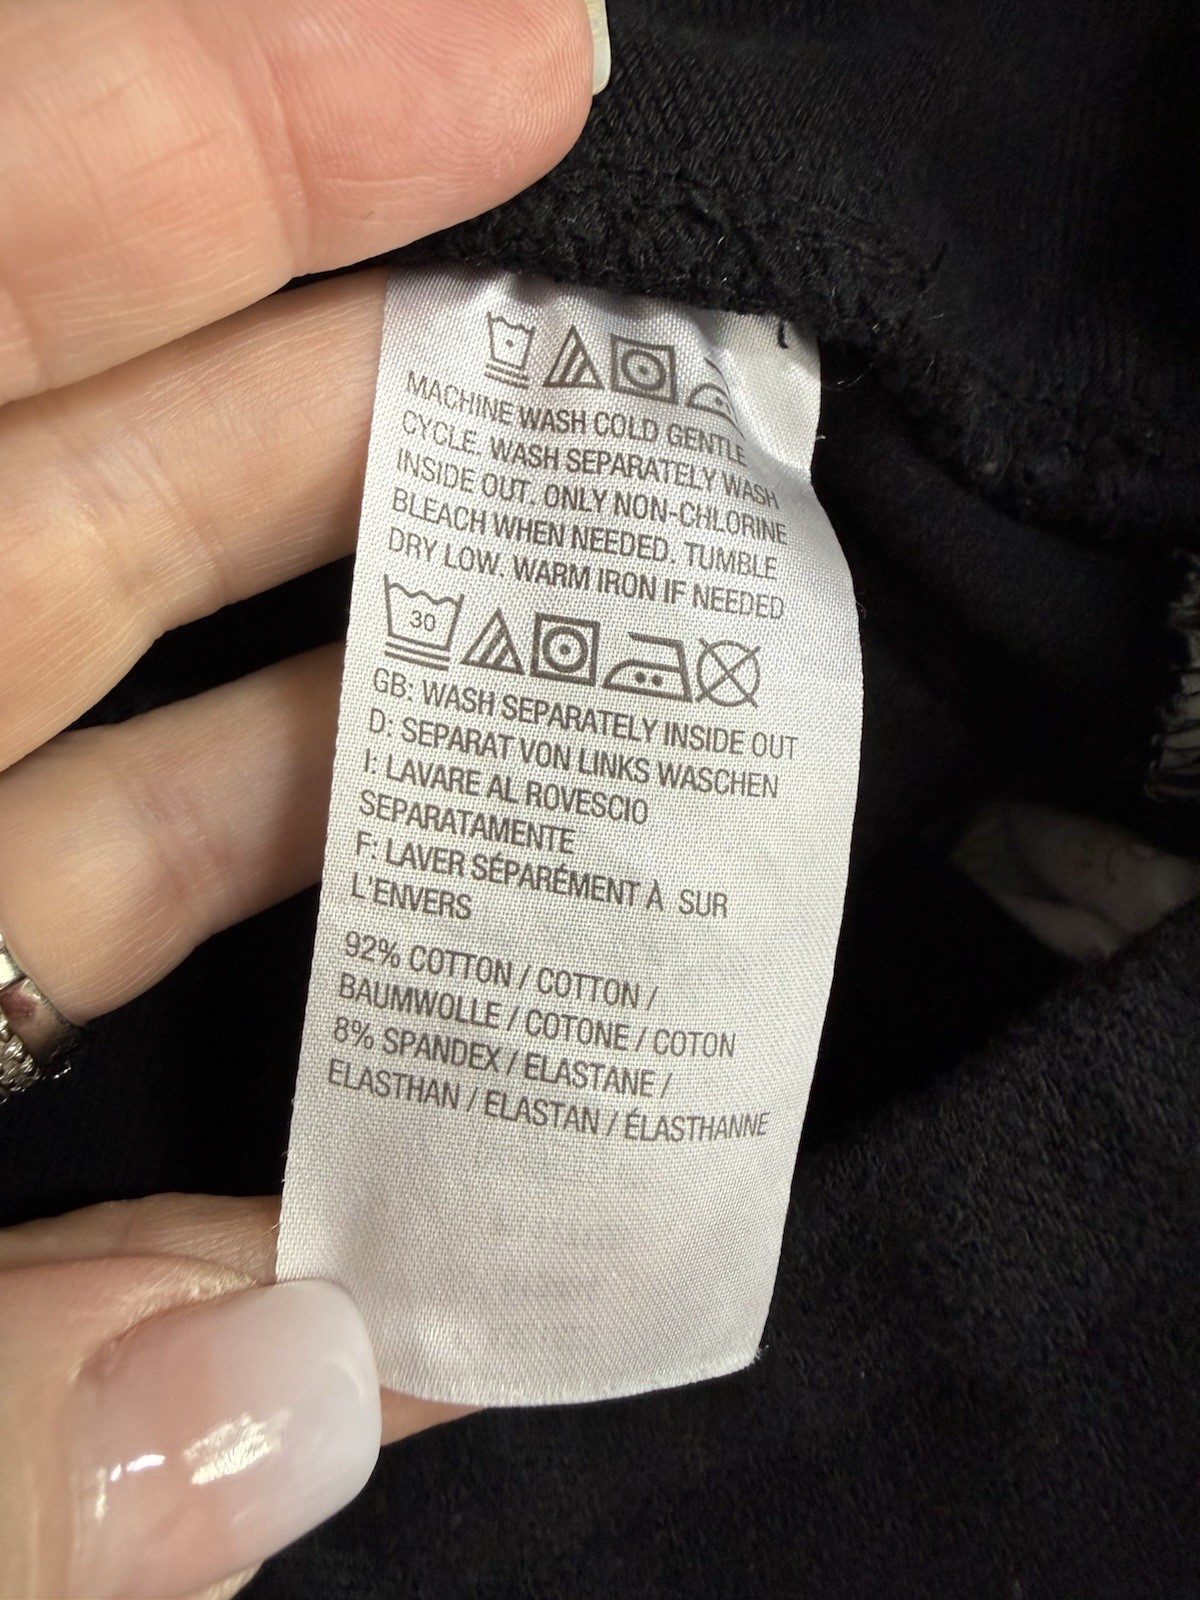 MACHINE WASH COLD GENTLE
CYCLE. WASH SEPARATELY WASH
INSIDE OUT. ONLY NON-CHLORINE
BLEACH WHEN NEEDED. TUMBLE
DRY LOW. WARM IRON IF NEEDED
30
GB: WASH SEPARATELY INSIDE OUT
D: SEPARAT VON LINKS WASCHEN
I: LAVARE AL ROVESCIO
SEPARATAMENTE
F: LAVER SÉPARÉMENT À SUR
L'ENVERS
92% COTTON / COTTON /
BAUMWOLLE / COTONE / COTON
8% SPANDEX / ELASTANE /
ELASTHAN / ELASTAN / ÉLASTHANNE